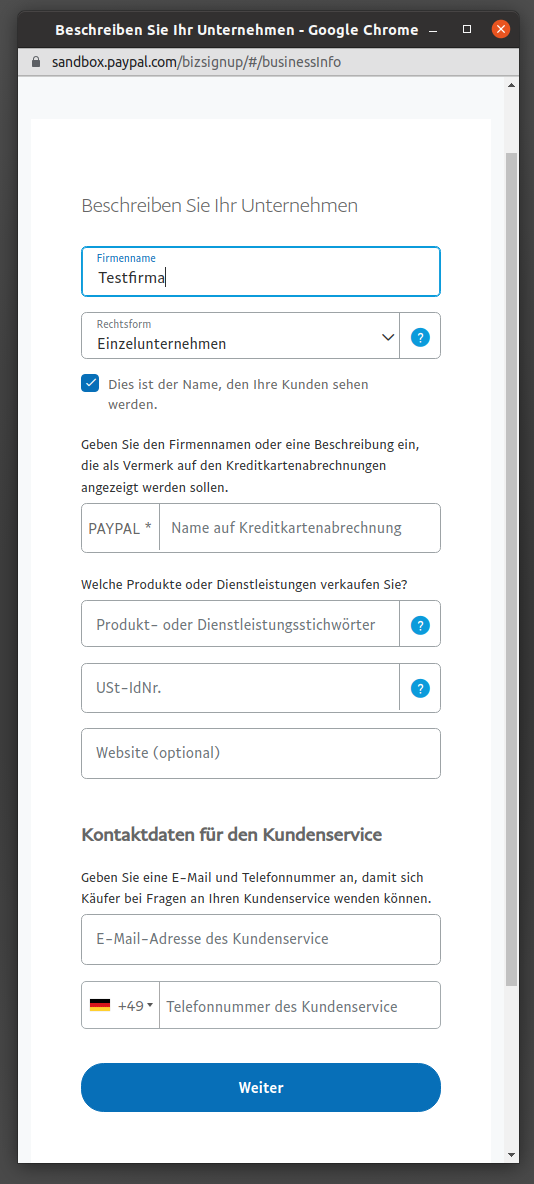 Beschreiben Sie Ihr Unternehmen - Google Chrome
sandbox.paypal.com/bizsignup/#/businessInfo
Beschreiben Sie Ihr Unternehmen
Firmenname
Testfirma
Rechtsform
Einzelunternehmen
?
Dies ist der Name, den Ihre Kunden sehen
werden.
Geben Sie den Firmennamen oder eine Beschreibung ein,
die als Vermerk auf den Kreditkartenabrechnungen
angezeigt werden sollen.
PAYPAL * Name auf Kreditkartenabrechnung
Welche Produkte oder Dienstleistungen verkaufen Sie?
Produkt- oder Dienstleistungsstichwörter ?
USt-IdNr. ?
Website (optional)
Kontaktdaten für den Kundenservice
Geben Sie eine E-Mail und Telefonnummer an, damit sich
Käufer bei Fragen an Ihren Kundenservice wenden können.
E-Mail-Adresse des Kundenservice
+49 Telefonnummer des Kundenservice
Weiter